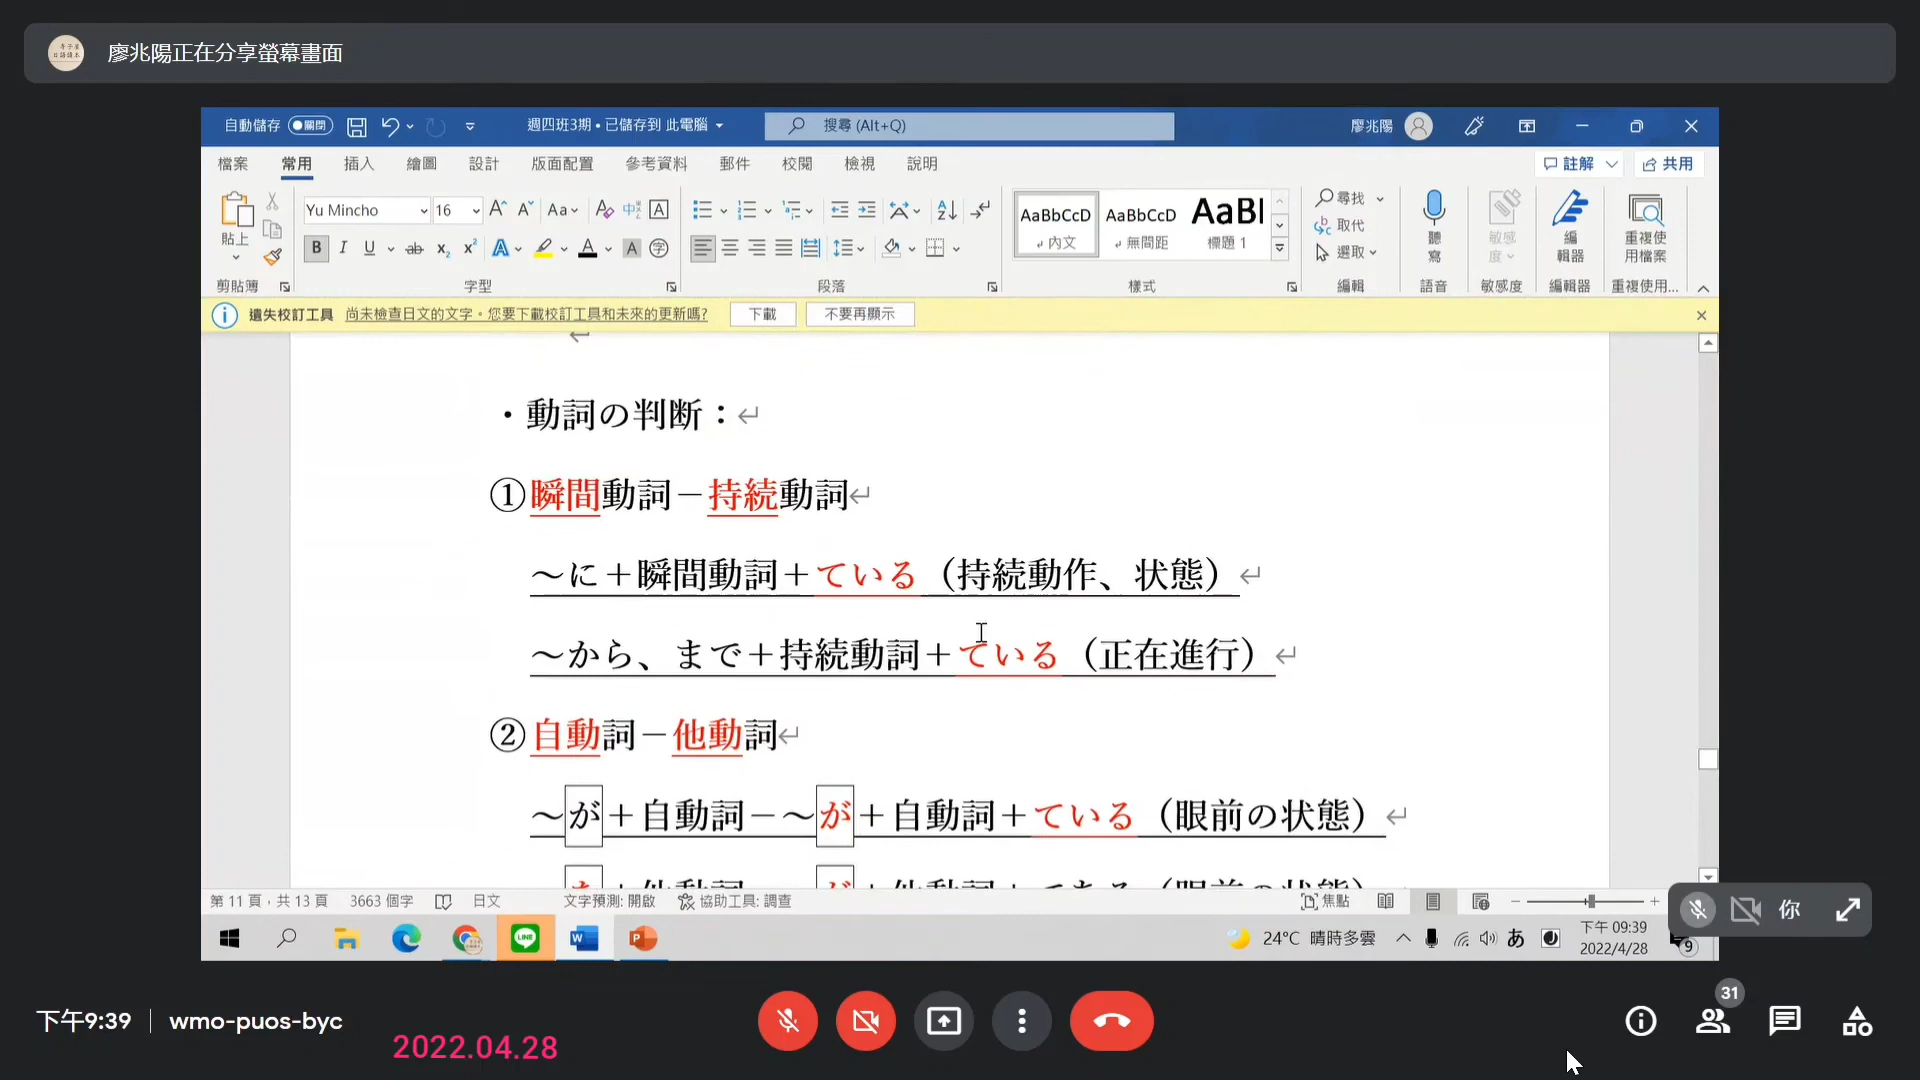 廖兆陽正在分享螢幕畫面
自動儲存 關閉 週四班3期 • 已儲存到 此電腦 搜尋 (Alt+Q) 廖兆陽
檔案 常用 插入 繪圖 設計 版面配置 參考資料 郵件 校閱 檢視 說明 註解 共用
貼上 Yu Mincho 16 Aa AaBbCcD 內文 AaBbCcD 無間距 AaBl 標題 1 尋找 取代 選取 聽寫 敏感度 編輯器 重複使用檔案
剪貼簿 字型 段落 樣式 編輯 語音 敏感度 編輯器 重複使用...
遺失校訂工具 尚未檢查日文的文字。您要下載校訂工具和未來的更新嗎? 下載 不要再顯示
・動詞の判断：
①瞬間動詞－持続動詞
～に＋瞬間動詞＋ている（持続動作、状態）
～から、まで＋持続動詞＋ている（正在進行）
②自動詞－他動詞
～が＋自動詞－～が＋自動詞＋ている（眼前の状態）
第 11 頁，共 13 頁 3663 個字 日文 文字預測: 開啟 協助工具: 調查 焦點
你
24°C 晴時多雲 あ 下午 09:39
2022/4/28 9
下午9:39 wmo-puos-byc 31
2022.04.28